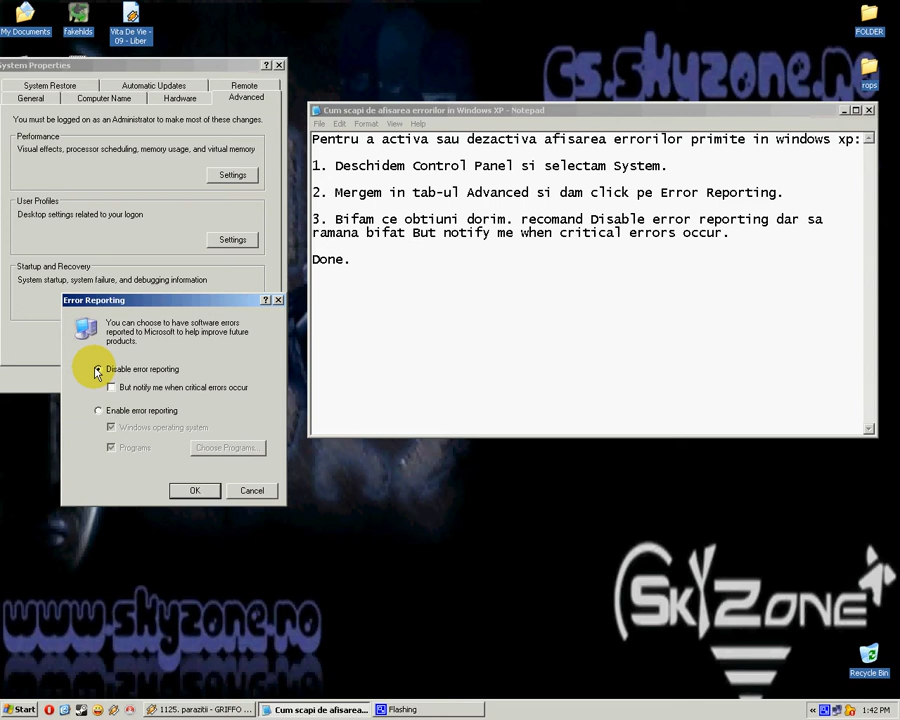 My Documents
fakehlds
Vita De Vie -
09 - Liber
FOLDER
rops
Cs.skyzone.ro
System Properties
System Restore
Automatic Updates
Remote
General
Computer Name
Hardware
Advanced
You must be logged on as an Administrator to make most of these changes.
Performance
Visual effects, processor scheduling, memory usage, and virtual memory
Settings
User Profiles
Desktop settings related to your logon
Settings
Startup and Recovery
System startup, system failure, and debugging information
Error Reporting
You can choose to have software errors
reported to Microsoft to help improve future
products.
Disable error reporting
But notify me when critical errors occur
Enable error reporting
Windows operating system
Programs
Choose Programs...
OK
Cancel
Cum scapi de afisarea errorilor in Windows XP - Notepad
File Edit Format View Help
Pentru a activa sau dezactiva afisarea errorilor primite in windows xp:
1. Deschidem Control Panel si selectam System.
2. Mergem in tab-ul Advanced si dam click pe Error Reporting.
3. Bifam ce obtiuni dorim. recomand Disable error reporting dar sa
ramana bifat But notify me when critical errors occur.
Done.
www.skyzone.ro
SkyZone
Recycle Bin
Start
1125. parazitii - GRIFFO ...
Cum scapi de afisarea...
Flashing
1:42 PM